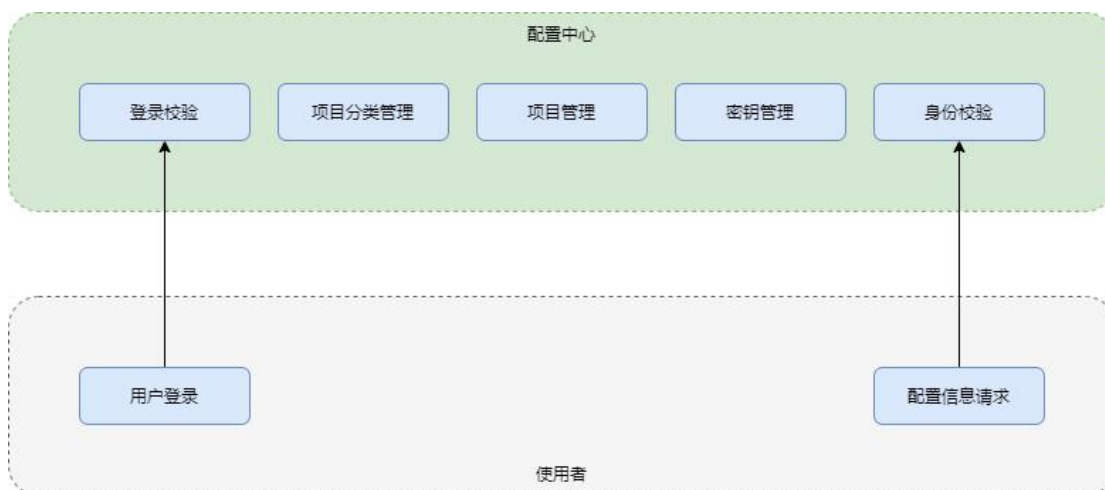 配置中心
登录校验
项目分类管理
项目管理
密钥管理
身份校验
用户登录
配置信息请求
使用者